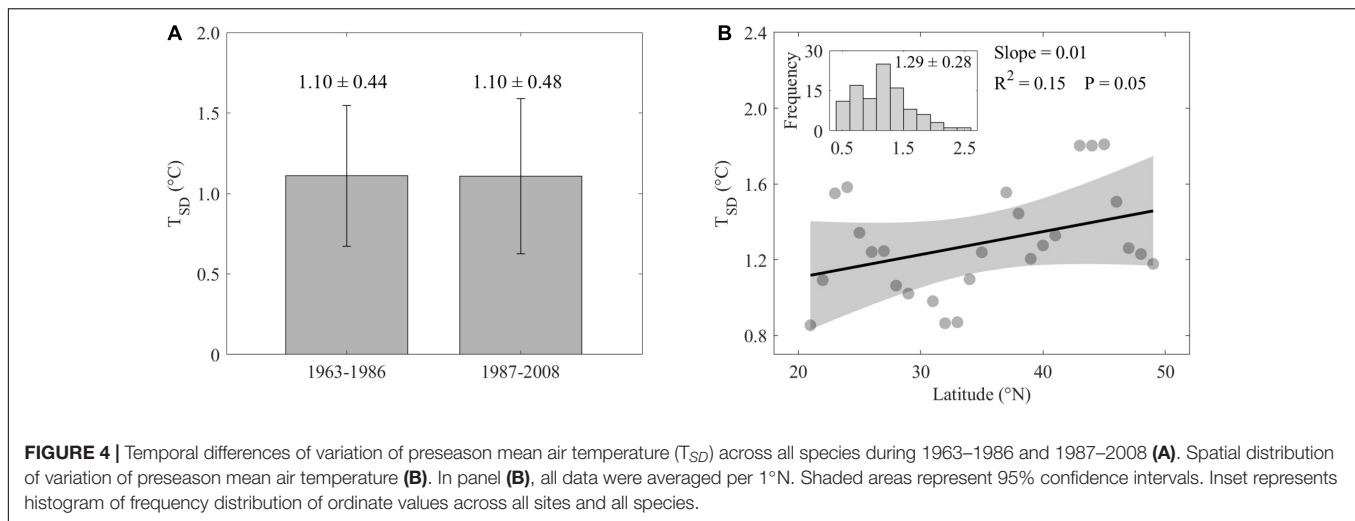 A
2.0
1.5
1.0
0.5
0
T_SD (°C)
1.10 ± 0.44
1.10 ± 0.48
1963-1986
1987-2008
B
2.4
2.0
1.6
1.2
0.8
T_SD (°C)
30
15
0
Frequency
1.29 ± 0.28
0.5
1.5
2.5
Slope = 0.01
R² = 0.15 P = 0.05
20
30
40
50
Latitude (°N)
FIGURE 4 | Temporal differences of variation of preseason mean air temperature (T_SD) across all species during 1963–1986 and 1987–2008 (A). Spatial distribution
of variation of preseason mean air temperature (B). In panel (B), all data were averaged per 1°N. Shaded areas represent 95% confidence intervals. Inset represents
histogram of frequency distribution of ordinate values across all sites and all species.